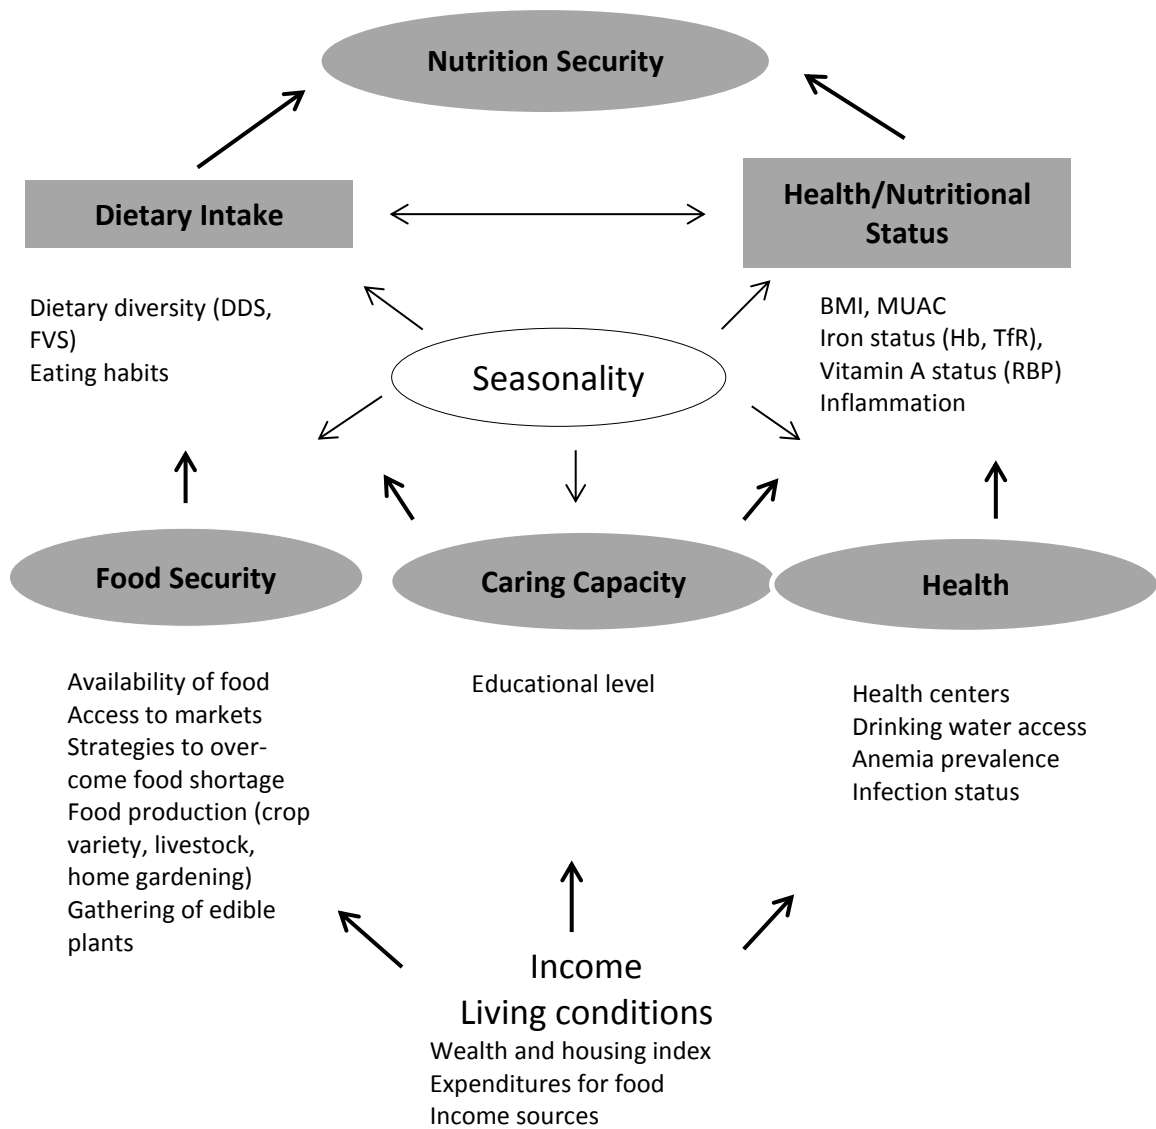 Nutrition Security
Dietary Intake
Health/Nutritional
Status
Dietary diversity (DDS,
FVS)
Eating habits
Seasonality
BMI, MUAC
Iron status (Hb, TfR),
Vitamin A status (RBP)
Inflammation
Food Security
Caring Capacity
Health
Availability of food
Access to markets
Strategies to over-
come food shortage
Food production (crop
variety, livestock,
home gardening)
Gathering of edible
plants
Educational level
Health centers
Drinking water access
Anemia prevalence
Infection status
Income
Living conditions
Wealth and housing index
Expenditures for food
Income sources